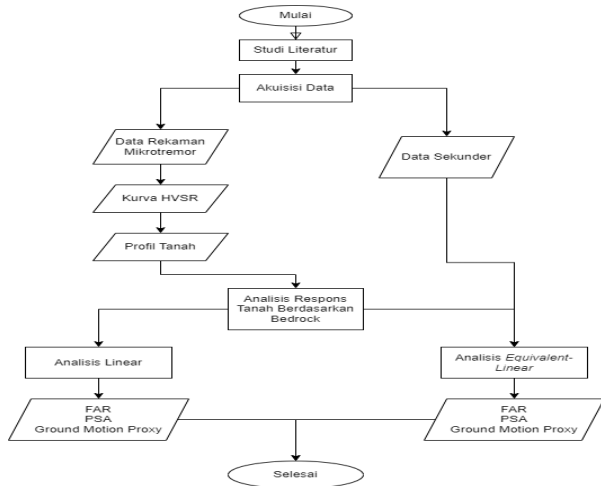 Mulai
Studi Literatur
Akuisisi Data
Data Rekaman
Mikrotremor
Data Sekunder
Kurva HVSR
Profil Tanah
Analisis Respons
Tanah Berdasarkan
Bedrock
Analisis Linear
Analisis Equivalent-
Linear
FAR
PSA
Ground Motion Proxy
FAR
PSA
Ground Motion Proxy
Selesai